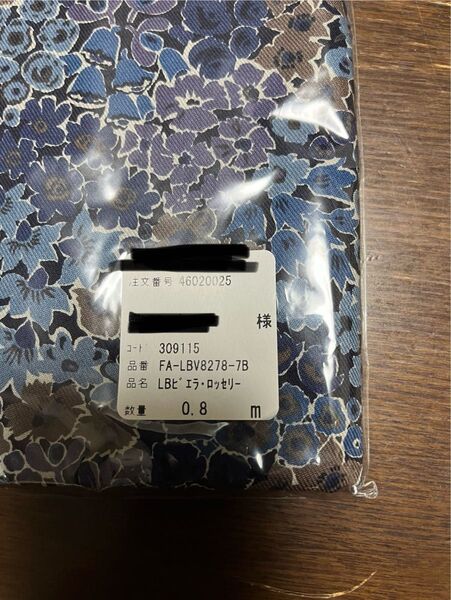 注文番号 46020025
様
コード 309115
品番 FA-LBV8278-7B
品名 LBビエラ・ロッセリー
数量 0.8 m